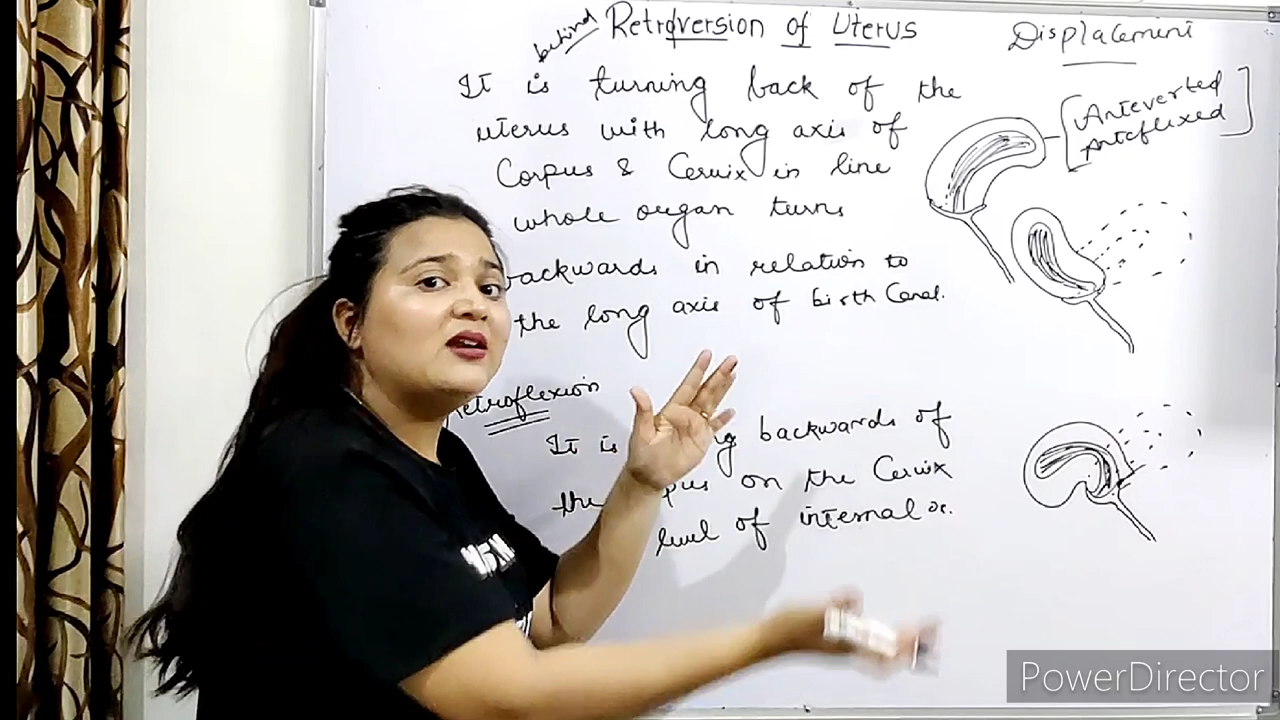 behind
Retroversion of Uterus
Displacement
It is turning back of the
uterus with long axis of
Corpus & Cervix in line
whole organ turns
backwards in relation to
the long axis of birth Canal.
Anteverted
Anteflexed
Retroflexion
It is backwards of
the on the Cervix
level of internal os.
PowerDirector